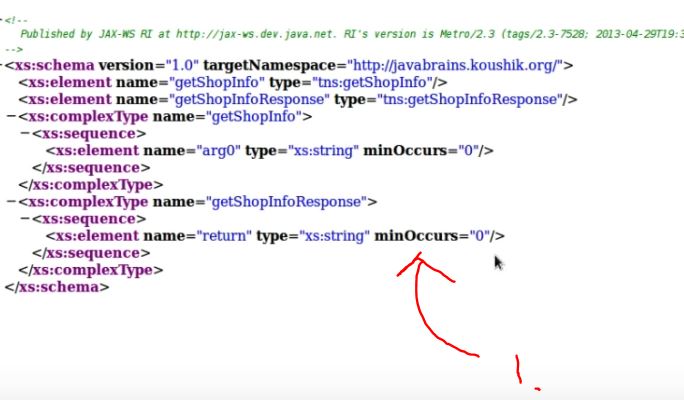 <!--
Published by JAX-WS RI at http://jax-ws.dev.java.net. RI's version is Metro/2.3 (tags/2.3-7528; 2013-04-29T19:3
-->
-<xs:schema version="1.0" targetNamespace="http://javabrains.koushik.org/">
<xs:element name="getShopInfo" type="tns:getShopInfo"/>
<xs:element name="getShopInfoResponse" type="tns:getShopInfoResponse"/>
-<xs:complexType name="getShopInfo">
-<xs:sequence>
<xs:element name="arg0" type="xs:string" minOccurs="0"/>
</xs:sequence>
</xs:complexType>
-<xs:complexType name="getShopInfoResponse">
-<xs:sequence>
<xs:element name="return" type="xs:string" minOccurs="0"/>
</xs:sequence>
</xs:complexType>
</xs:schema>
1.